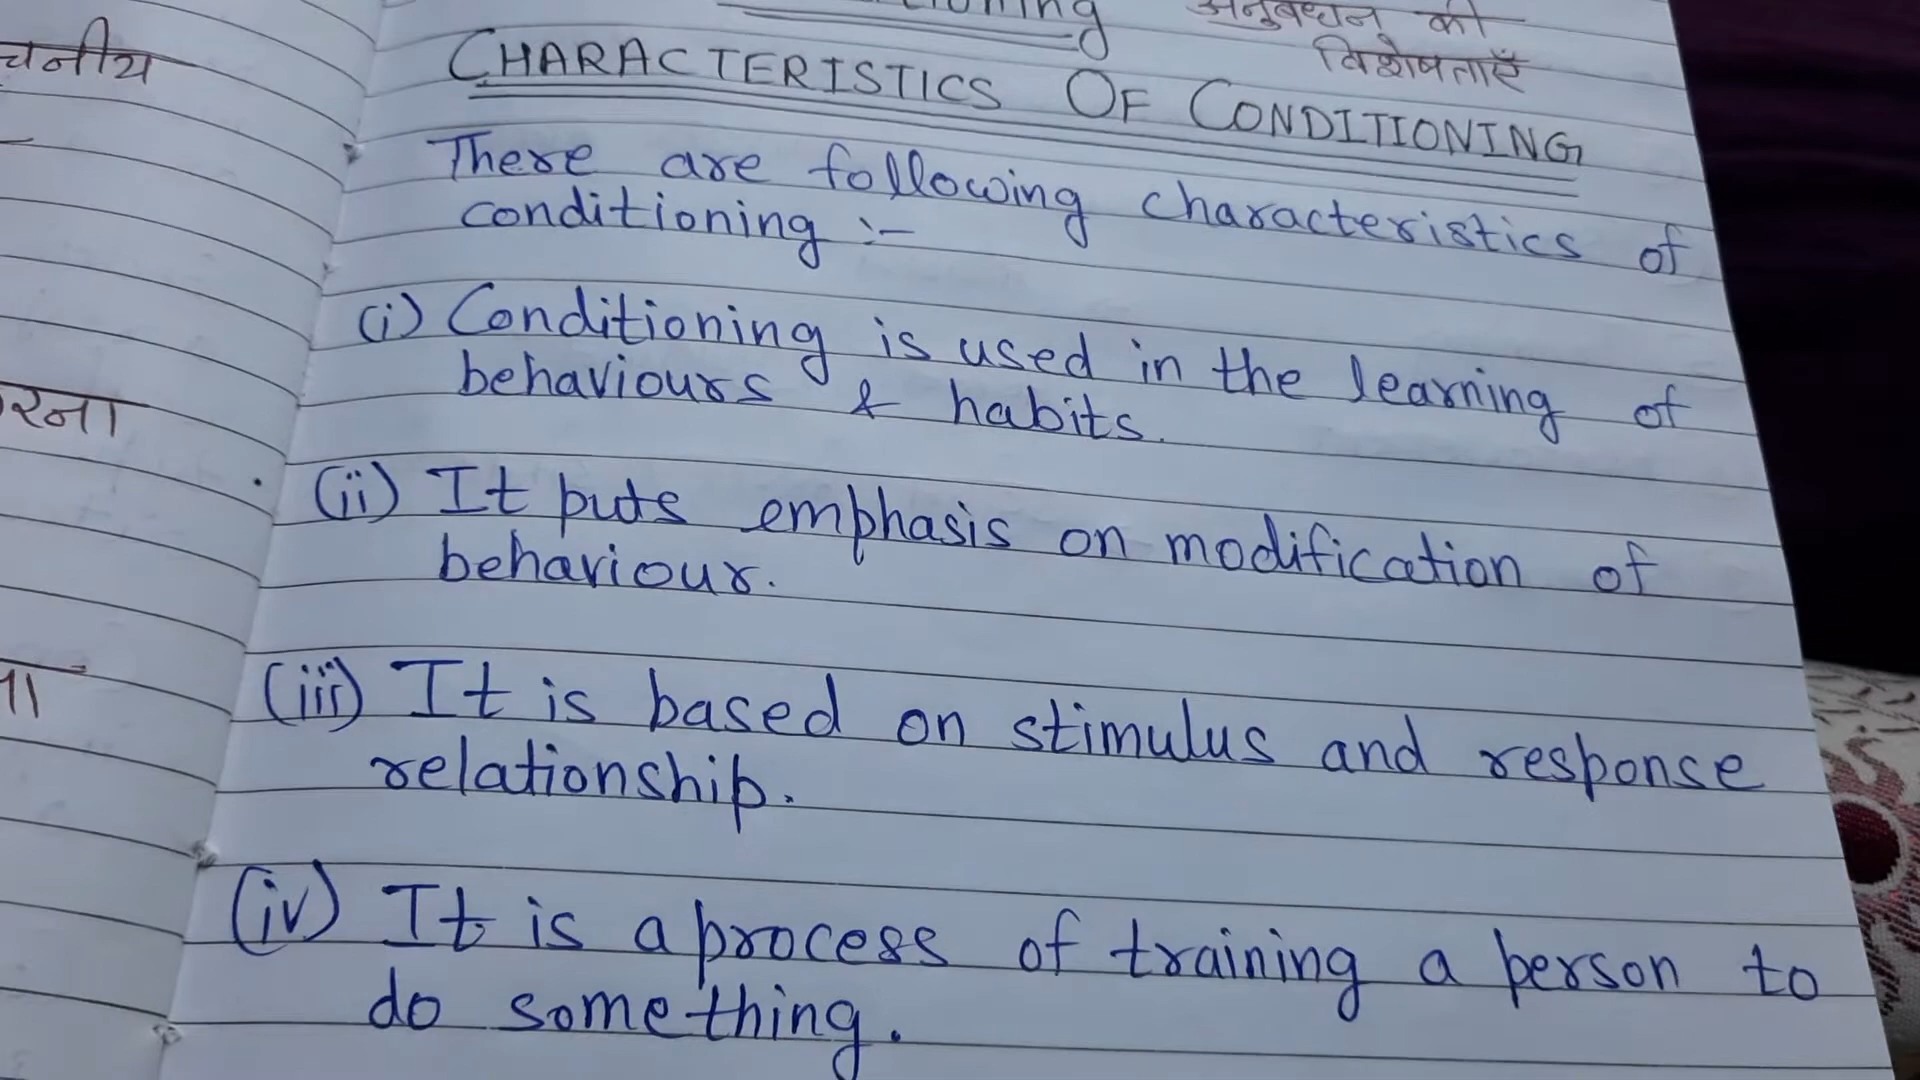 अनुबंधन की
विशेषताएँ
CHARACTERISTICS OF CONDITIONING
There are following characteristics of
conditioning :-
(i) Conditioning is used in the learning of
behaviours & habits.
(ii) It puts emphasis on modification of
behaviour.
(iii) It is based on stimulus and response
relationship.
(iv) It is a process of training a person to
do something.